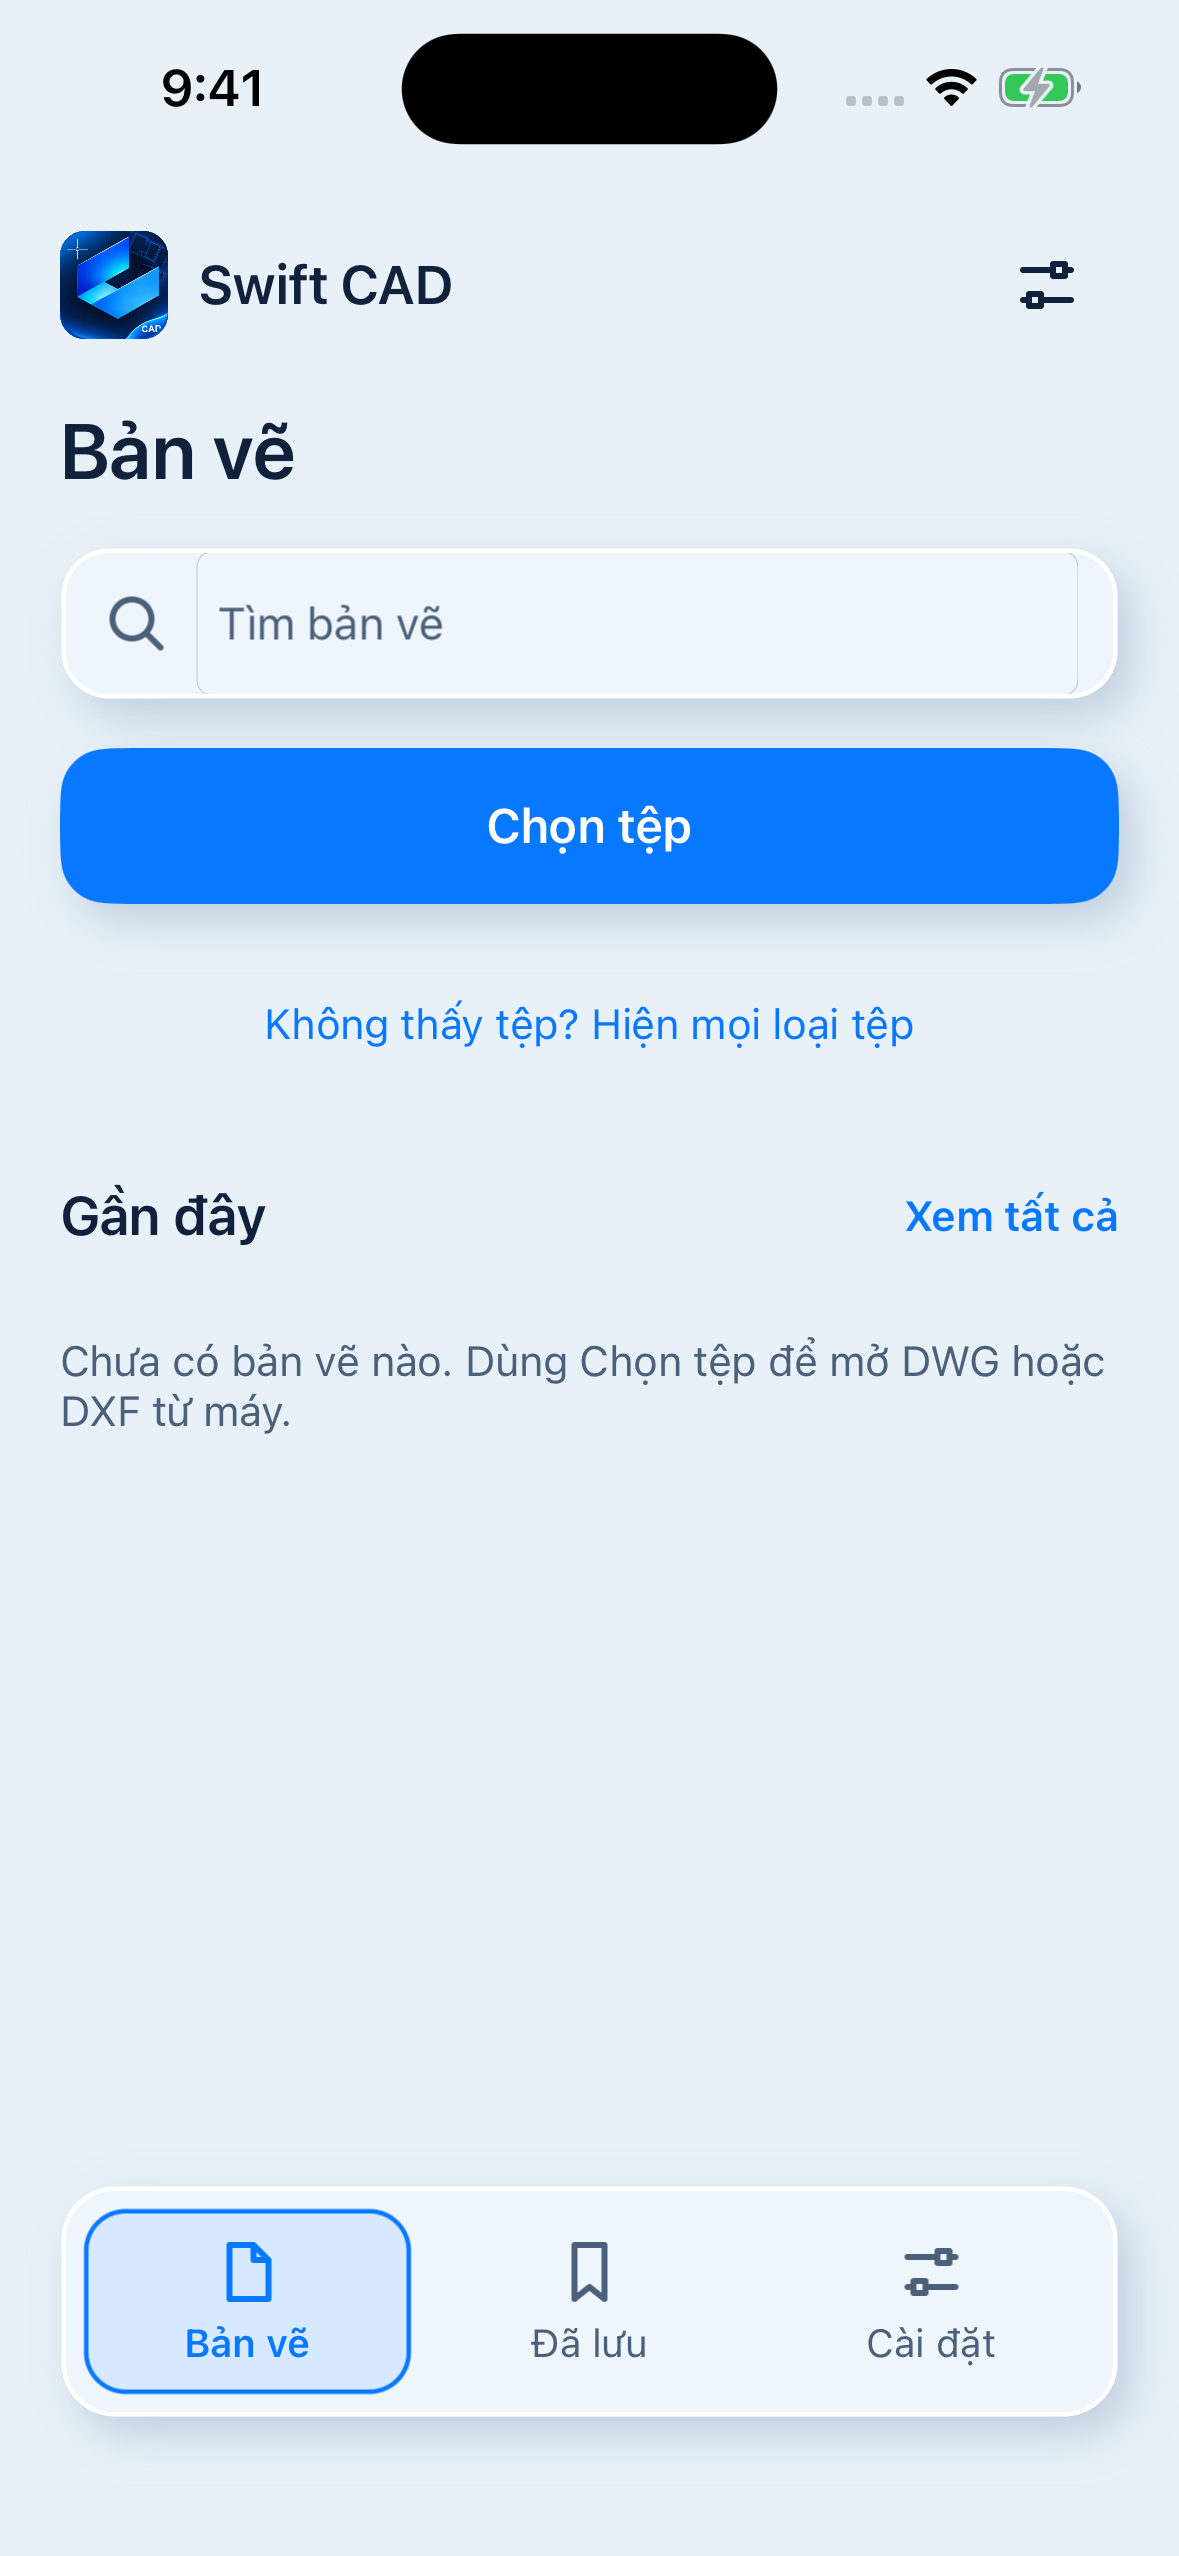 9:41
CAD
Swift CAD
Bản vẽ
Tìm bản vẽ
Chọn tệp
Không thấy tệp? Hiện mọi loại tệp
Gần đây
Xem tất cả
Chưa có bản vẽ nào. Dùng Chọn tệp để mở DWG hoặc
DXF từ máy.
Bản vẽ
Đã lưu
Cài đặt